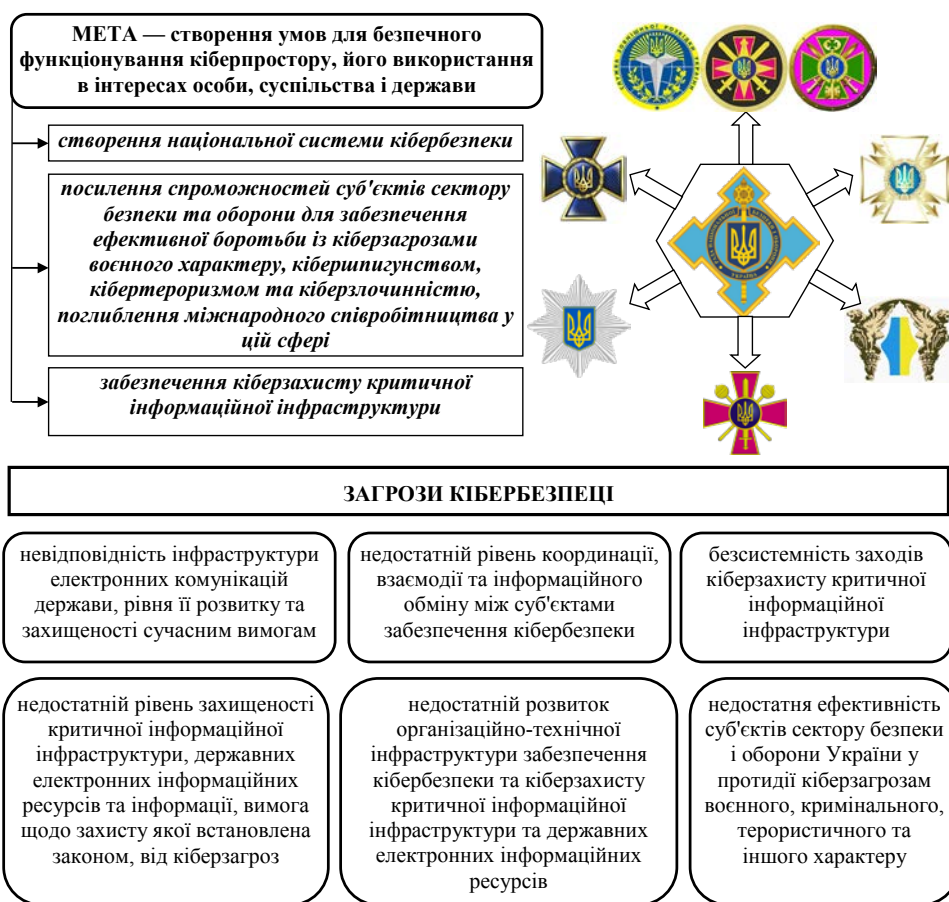 МЕТА — створення умов для безпечного
функціонування кіберпростору, його використання
в інтересах особи, суспільства і держави
створення національної системи кібербезпеки
посилення спроможностей суб'єктів сектору
безпеки та оборони для забезпечення
ефективної боротьби із кіберзагрозами
воєнного характеру, кібершпигунством,
кібертероризмом та кіберзлочинністю,
поглиблення міжнародного співробітництва у
цій сфері
забезпечення кіберзахисту критичної
інформаційної інфраструктури
ЗАГРОЗИ КІБЕРБЕЗПЕЦІ
невідповідність інфраструктури
електронних комунікацій
держави, рівня її розвитку та
захищеності сучасним вимогам
недостатній рівень координації,
взаємодії та інформаційного
обміну між суб'єктами
забезпечення кібербезпеки
безсистемність заходів
кіберзахисту критичної
інформаційної
інфраструктури
недостатній рівень захищеності
критичної інформаційної
інфраструктури, державних
електронних інформаційних
ресурсів та інформації, вимога
щодо захисту якої встановлена
законом, від кіберзагроз
недостатній розвиток
організаційно-технічної
інфраструктури забезпечення
кібербезпеки та кіберзахисту
критичної інформаційної
інфраструктури та державних
електронних інформаційних
ресурсів
недостатня ефективність
суб'єктів сектору безпеки
і оборони України у
протидії кіберзагрозам
воєнного, кримінального,
терористичного та
іншого характеру